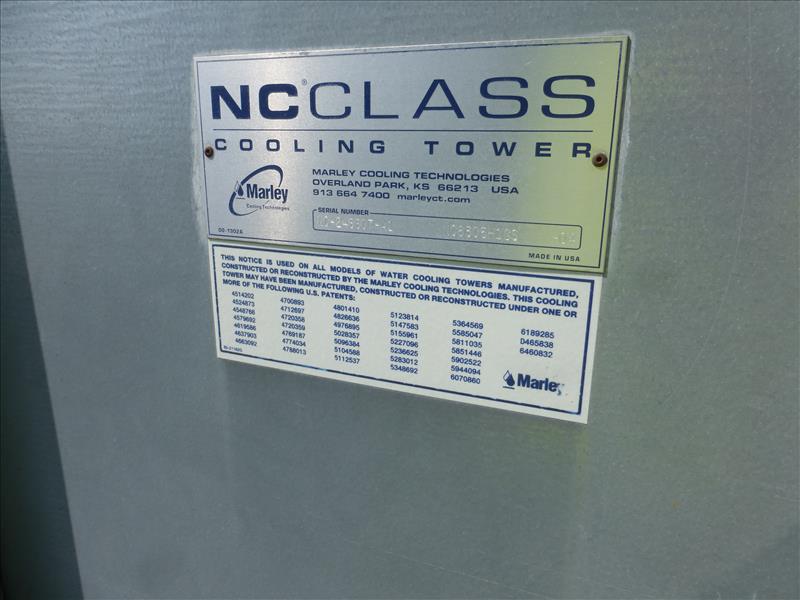 NC® CLASS
COOLING TOWER
Marley
Cooling Technologies
MARLEY COOLING TECHNOLOGIES
OVERLAND PARK, KS 66213 USA
913 664 7400 marleyct.com
SERIAL NUMBER
00-1302A
MADE IN USA
THIS NOTICE IS USED ON ALL MODELS OF WATER COOLING TOWERS MANUFACTURED,
CONSTRUCTED OR RECONSTRUCTED BY THE MARLEY COOLING TECHNOLOGIES. THIS COOLING
TOWER MAY HAVE BEEN MANUFACTURED, CONSTRUCTED OR RECONSTRUCTED UNDER ONE OR
MORE OF THE FOLLOWING U.S. PATENTS:
4514202 4700893 4801410 5123814 5364569 6189285
4524873 4712697 4826636 5147583 5585047 D465838
4548766 4720358 4976895 5155961 5811035 6460832
4579692 4720359 5028357 5227096 5851446
4619586 4769187 5096384 5236625 5902522
4637903 4774034 5104588 5283012 5944094
4663092 4788013 5112537 5348692 6070860
Marley